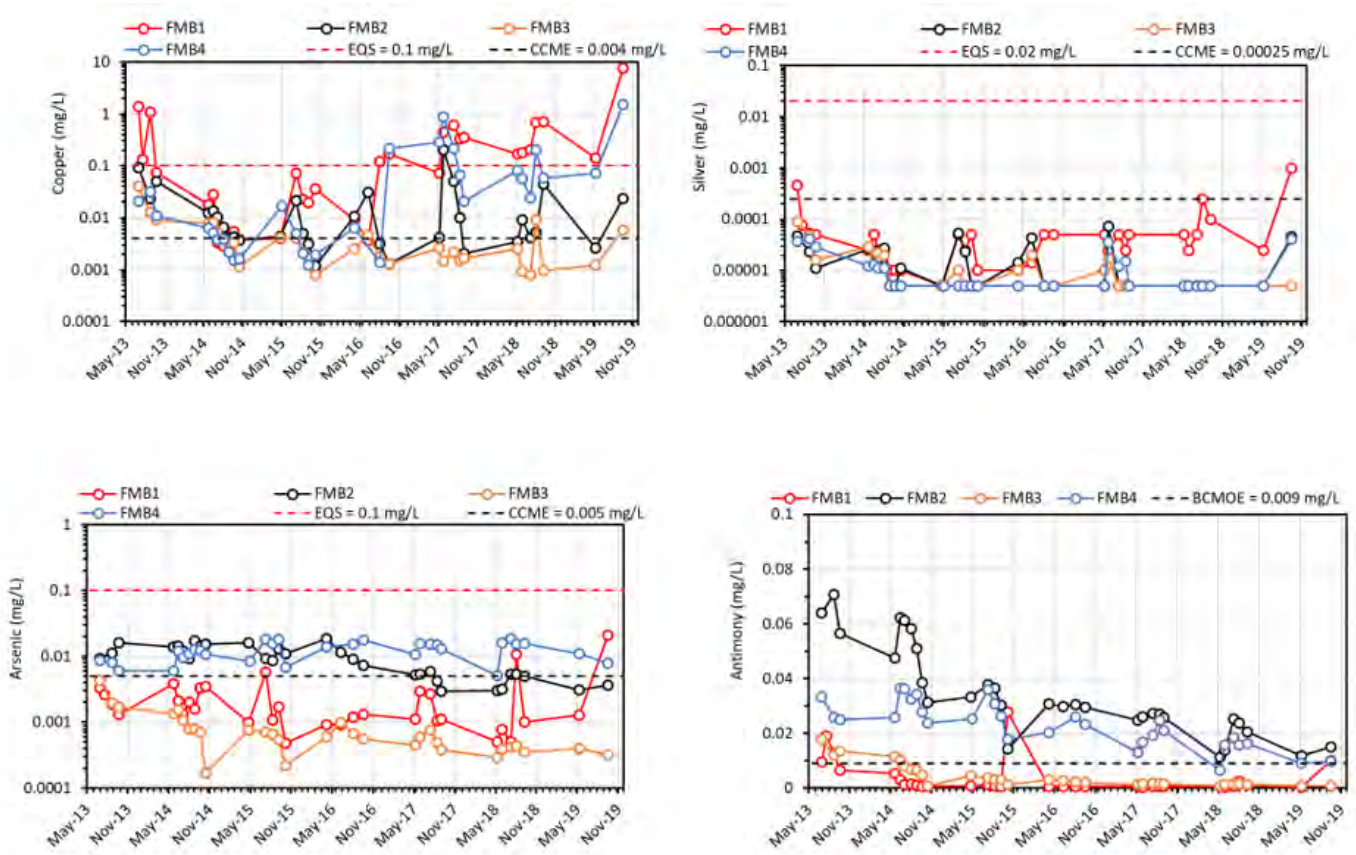 FMB1 FMB2 FMB3
FMB4 EQS = 0.1 mg/L CCME = 0.004 mg/L
Copper (mg/L)
10
1
0.1
0.01
0.001
0.0001
May-13 Nov-13 May-14 Nov-14 May-15 Nov-15 May-16 Nov-16 May-17 Nov-17 May-18 Nov-18 May-19 Nov-19
FMB1 FMB2 FMB3
FMB4 EQS = 0.02 mg/L CCME = 0.00025 mg/L
Silver (mg/L)
0.1
0.01
0.001
0.0001
0.00001
0.000001
May-13 Nov-13 May-14 Nov-14 May-15 Nov-15 May-16 Nov-16 May-17 Nov-17 May-18 Nov-18 May-19 Nov-19
FMB1 FMB2 FMB3
FMB4 EQS = 0.1 mg/L CCME = 0.005 mg/L
Arsenic (mg/L)
1
0.1
0.01
0.001
0.0001
May-13 Nov-13 May-14 Nov-14 May-15 Nov-15 May-16 Nov-16 May-17 Nov-17 May-18 Nov-18 May-19 Nov-19
FMB1 FMB2 FMB3 FMB4 BCMOE = 0.009 mg/L
Antimony (mg/L)
0.1
0.08
0.06
0.04
0.02
0
May-13 Nov-13 May-14 Nov-14 May-15 Nov-15 May-16 Nov-16 May-17 Nov-17 May-18 Nov-18 May-19 Nov-19